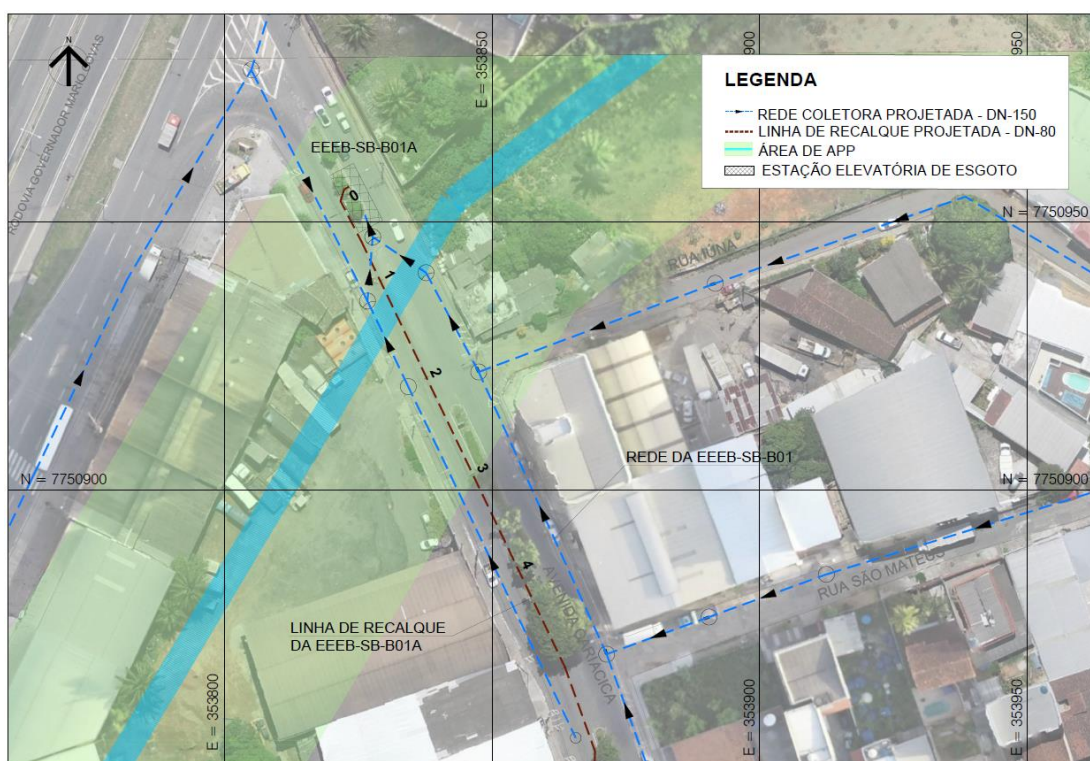 LEGENDA
REDE COLETORA PROJETADA - DN-150
LINHA DE RECALQUE PROJETADA - DN-80
ÁREA DE APP
ESTAÇÃO ELEVATÓRIA DE ESGOTO
RODOVIA GOVERNADOR MARIO COVAS
E = 353850
900
950
EEEB-SB-B01A
0
N = 7750950
RUA IÚNA
1
2
3
REDE DA EEEB-SB-B01
N = 7750900
N = 7750900
4
AVENIDA CARIACICA
RUA SÃO MATEUS
LINHA DE RECALQUE
DA EEEB-SB-B01A
E = 353800
E = 353900
E = 353950